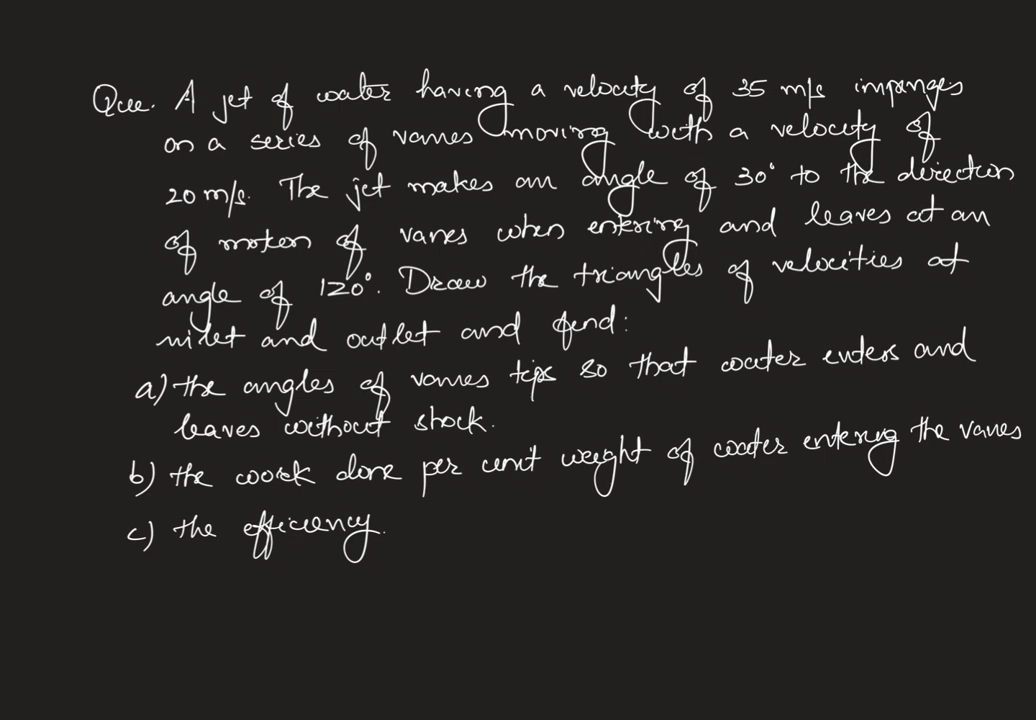 Que. A jet of water having a velocity of 35 m/s impinges
on a series of vanes moving with a velocity of
20 m/s. The jet makes an angle of 30° to the direction
of motion of vanes when entering and leaves at an
angle of 120°. Draw the triangles of velocities at
inlet and outlet and find:
a) the angles of vanes tips so that water enters and
leaves without shock.
b) the work done per unit weight of water entering the vanes
c) the efficiency.